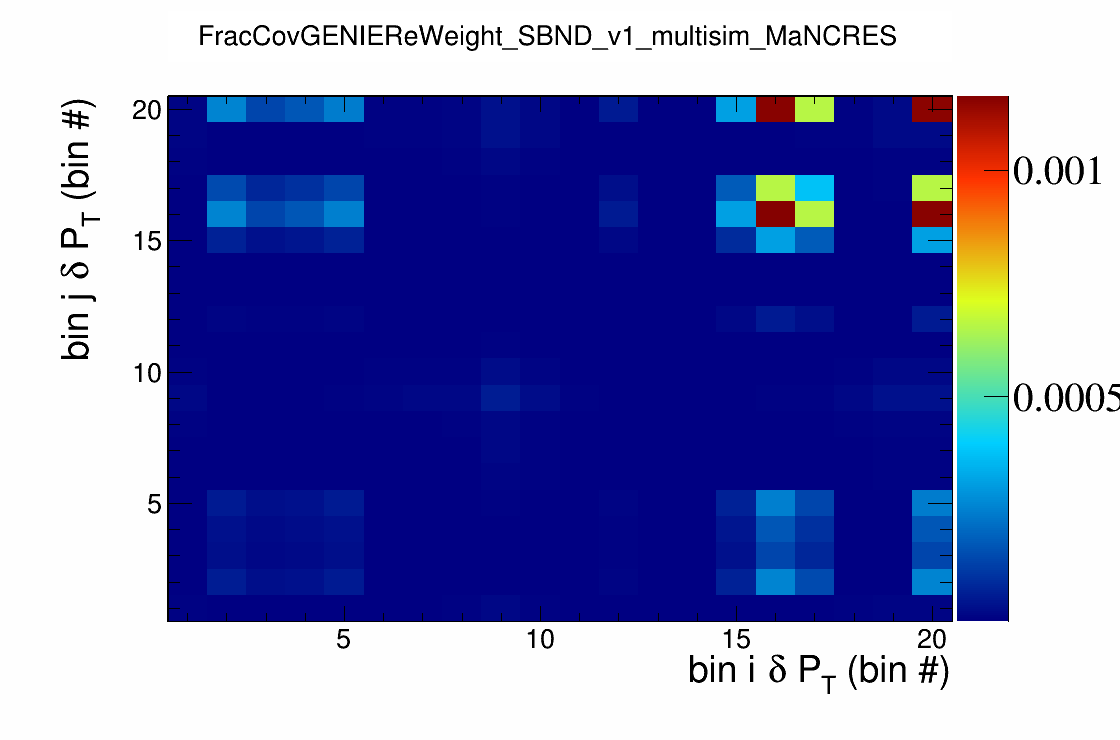 FracCovGENIEReWeight_SBND_v1_multisim_MaNCRES
bin j δ P_T (bin #)
20
15
10
5
5 10 15 20
bin i δ P_T (bin #)
0.001
0.0005